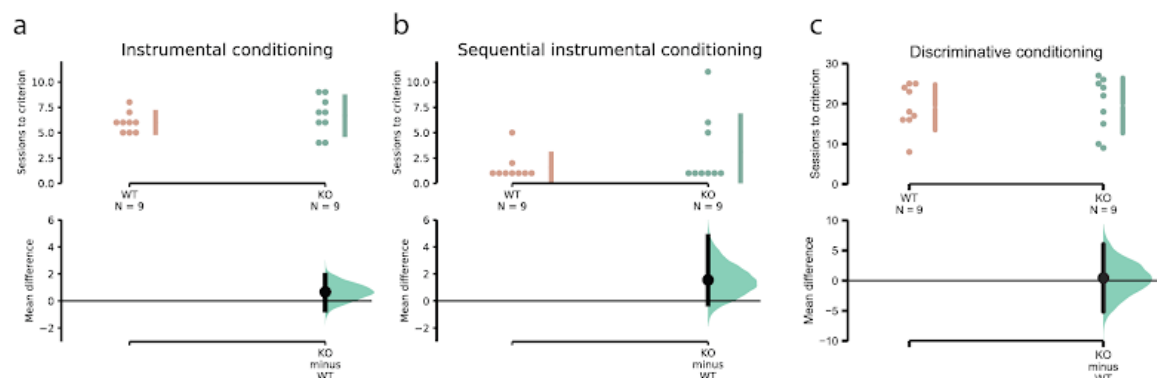 a
Instrumental conditioning
Sessions to criterion
10.0
7.5
5.0
2.5
0.0
WT
N = 9
KO
N = 9
Mean difference
6
4
2
0
−2
KO
minus
WT
b
Sequential instrumental conditioning
Sessions to criterion
10.0
7.5
5.0
2.5
0.0
WT
N = 9
KO
N = 9
Mean difference
6
4
2
0
−2
KO
minus
WT
c
Discriminative conditioning
Sessions to criterion
30
20
10
0
WT
N = 9
KO
N = 9
Mean difference
10
5
0
−5
−10
KO
minus
WT